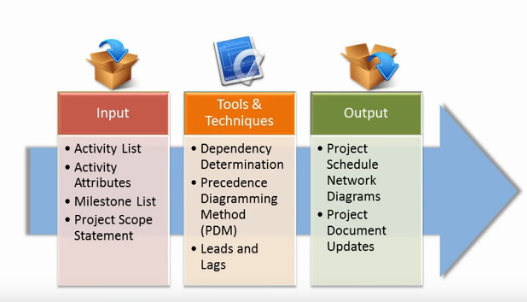 Input
• Activity List
• Activity
Attributes
• Milestone List
• Project Scope
Statement
Tools &
Techniques
• Dependency
Determination
• Precedence
Diagramming
Method
(PDM)
• Leads and
Lags
Output
• Project
Schedule
Network
Diagrams
• Project
Document
Updates